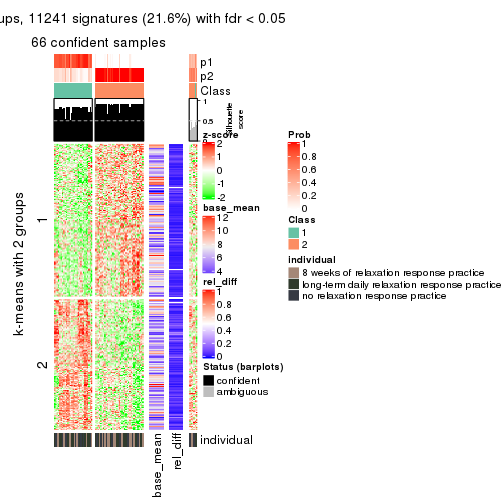 ups, 11241 signatures (21.6%) with fdr < 0.05
66 confident samples
p1
p2
Class
1
0.5
0
Silhouette score
z-score
2
1
0
-1
-2
base_mean
12
10
8
6
4
rel_diff
1
0.8
0.6
0.4
0.2
0
Status (barplots)
confident
ambiguous
Prob
1
0.8
0.6
0.4
0.2
0
Class
1
2
individual
8 weeks of relaxation response practice
long-term daily relaxation response practice
no relaxation response practice
k-means with 2 groups
1
2
individual
base_mean
rel_diff